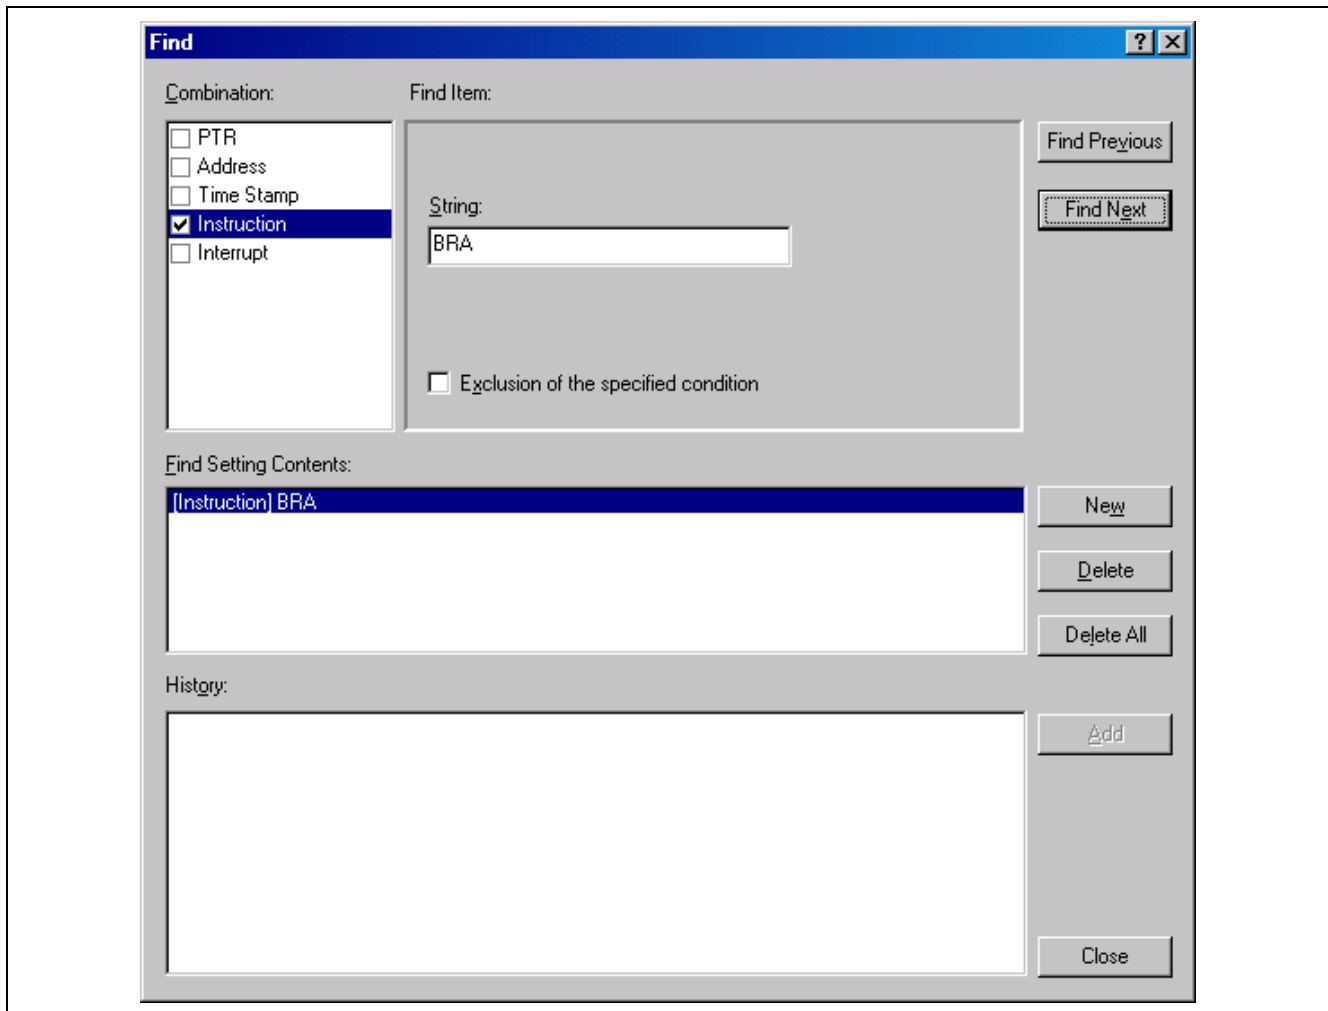 Find
Combination:
Find Item:
PTR
Address
Time Stamp
Instruction
Interrupt
String:
BRA
Exclusion of the specified condition
Find Previous
Find Next
Find Setting Contents:
[Instruction] BRA
New
Delete
Delete All
History:
Add
Close